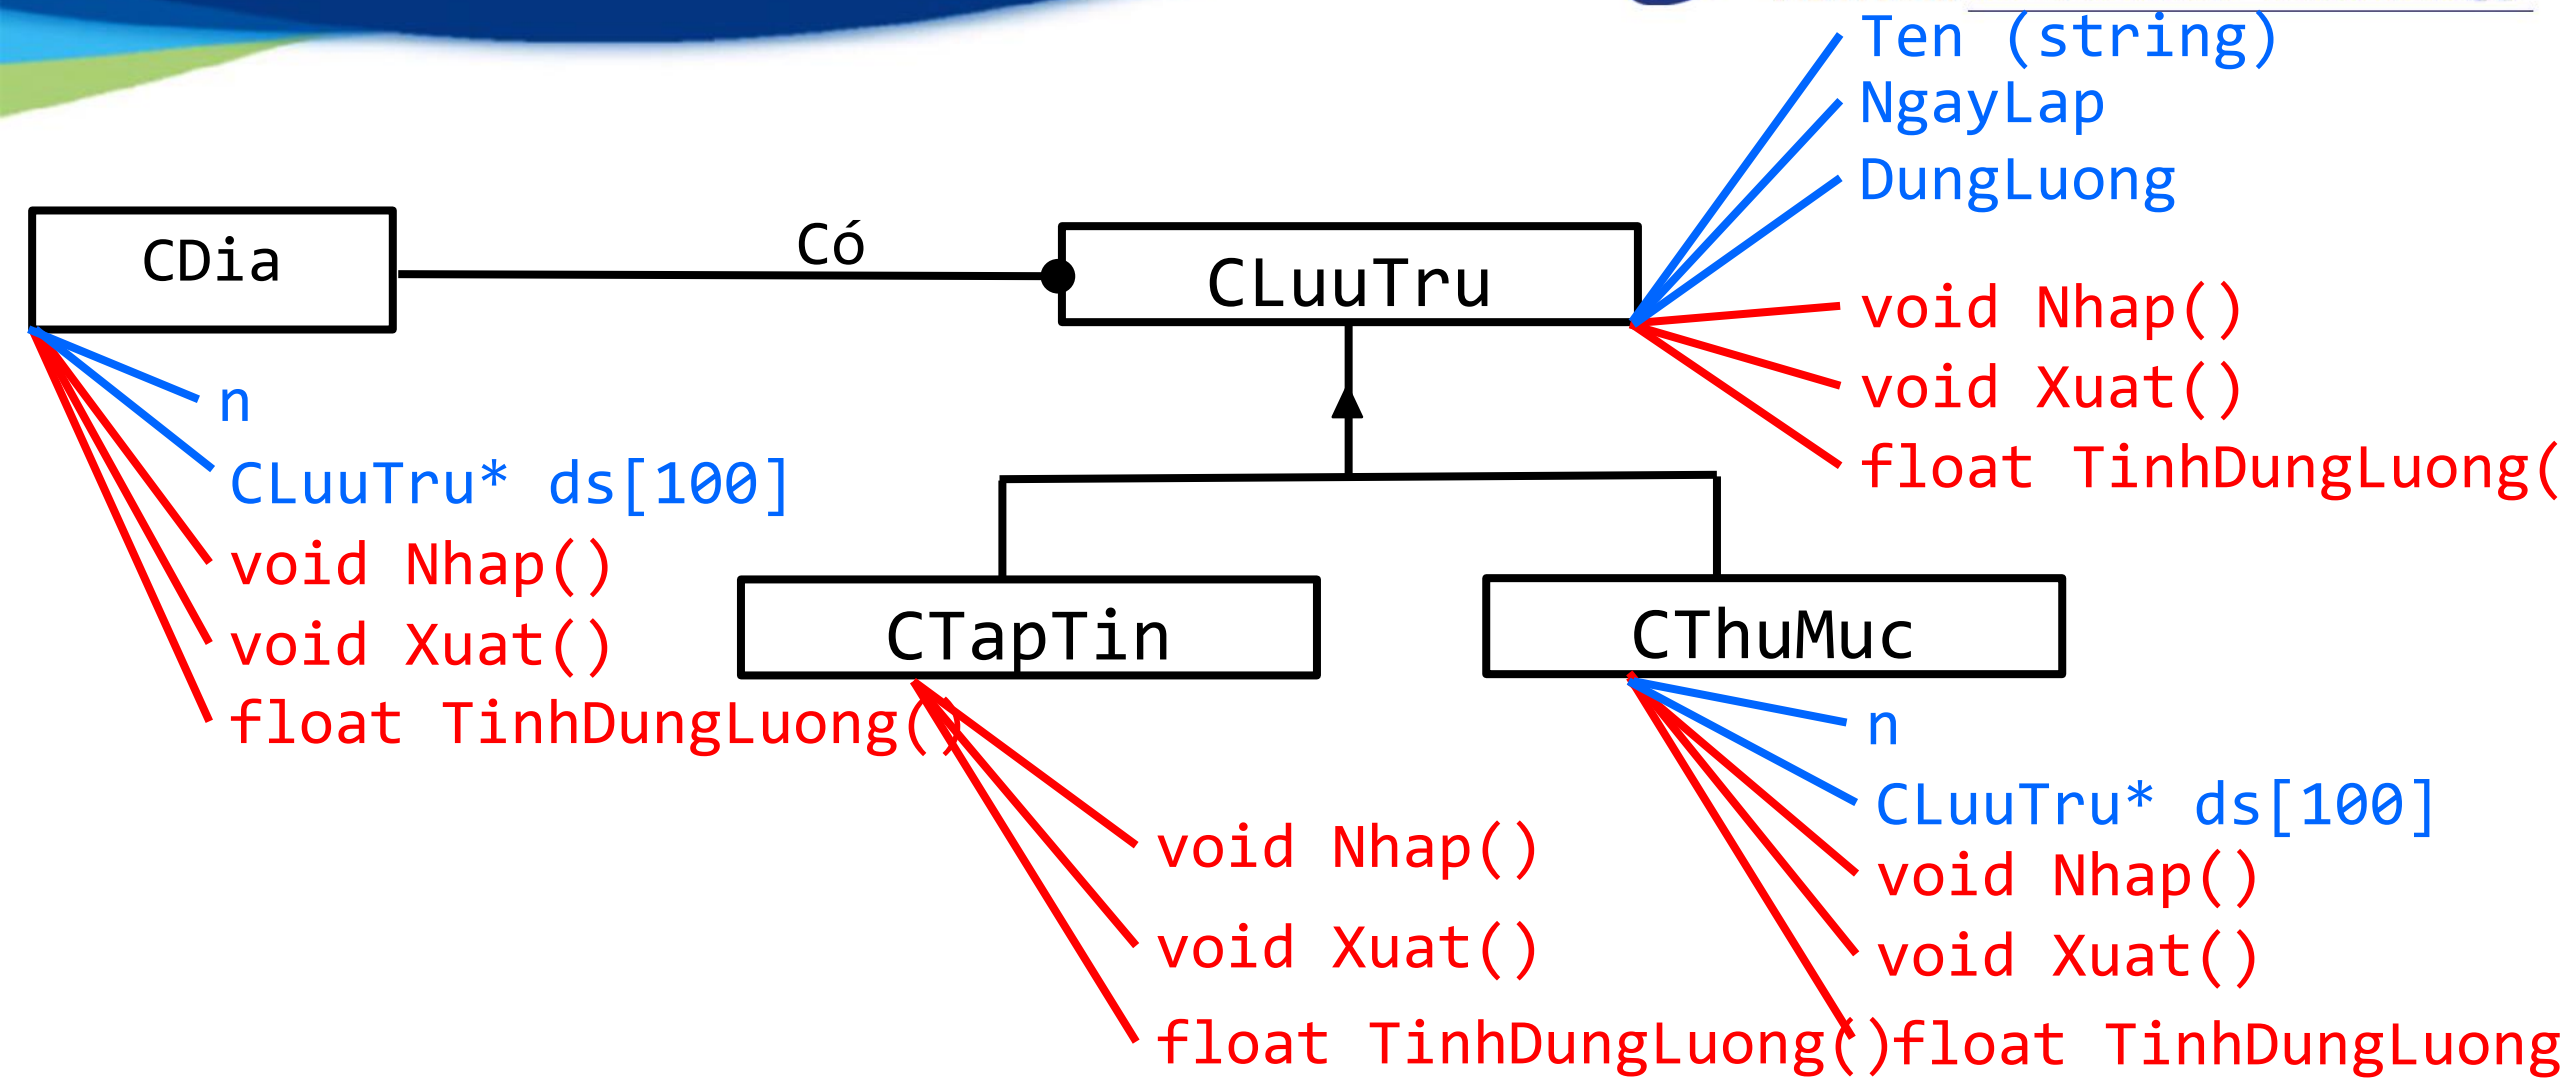 Ten (string)
NgayLap
DungLuong
void Nhap()
void Xuat()
float TinhDungLuong(
CDia
Có
CLuuTru
n
CLuuTru* ds[100]
void Nhap()
void Xuat()
float TinhDungLuong()
CTapTin
void Nhap()
void Xuat()
float TinhDungLuong()
CThuMuc
n
CLuuTru* ds[100]
void Nhap()
void Xuat()
float TinhDungLuong